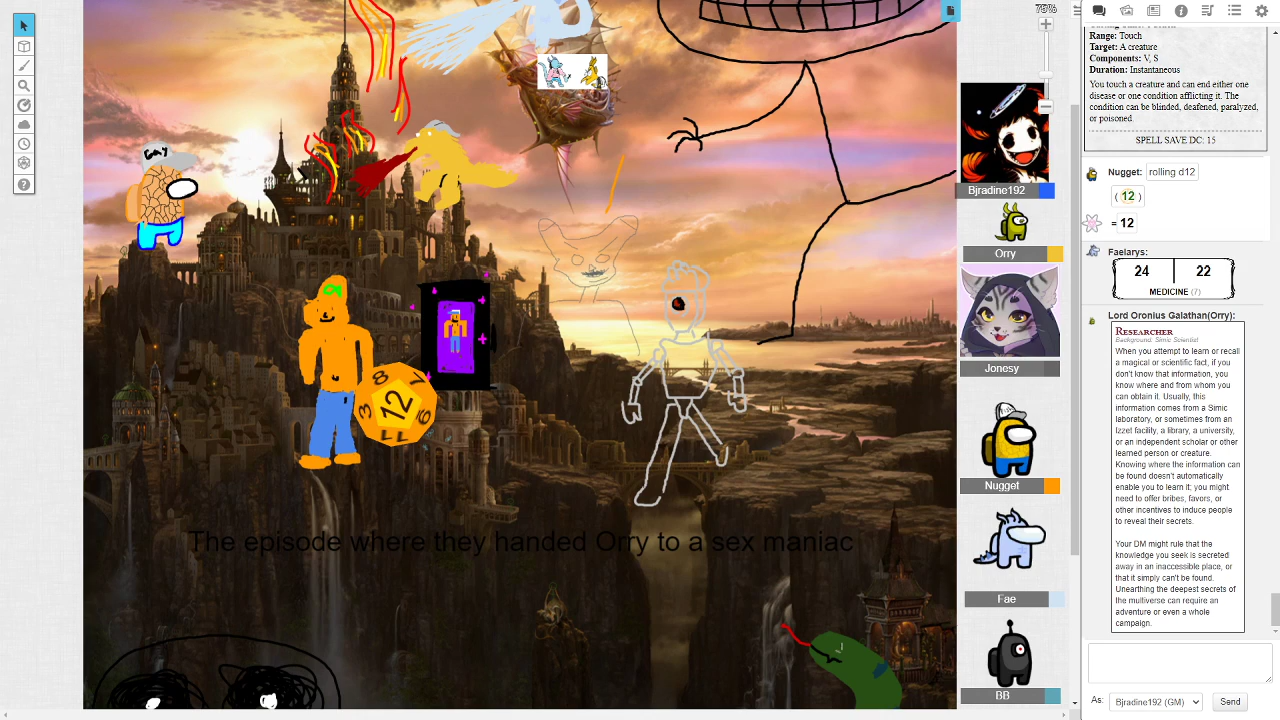 78%
Range: Touch
Target: A creature
Components: V, S
Duration: Instantaneous
You touch a creature and can end either one
disease or one condition afflicting it. The
condition can be blinded, deafened, paralyzed,
or poisoned.
SPELL SAVE DC: 15
Nugget: rolling d12
(12)
= 12
Faelarys:
24 22
MEDICINE (7)
Lord Oronius Galathan(Orry):
RESEARCHER
Background: Simic Scientist
When you attempt to learn or recall
a magical or scientific fact, if you
don't know that information, you
know where and from whom you
can obtain it. Usually, this
information comes from a Simic
laboratory, or sometimes from an
Izzet facility, a library, a university,
or an independent scholar or other
learned person or creature.
Knowing where the information can
be found doesn't automatically
enable you to learn it; you might
need to offer bribes, favors, or
other incentives to induce people
to reveal their secrets.
Your DM might rule that the
knowledge you seek is secreted
away in an inaccessible place, or
that it simply can't be found.
Unearthing the deepest secrets of
the multiverse can require an
adventure or even a whole
campaign.
As: Bjradine192 (GM) Send
Bjradine192
Orry
Jonesy
Nugget
Fae
BB
Gay
8 7
3 12 6
11
The episode where they handed Orry to a sex maniac